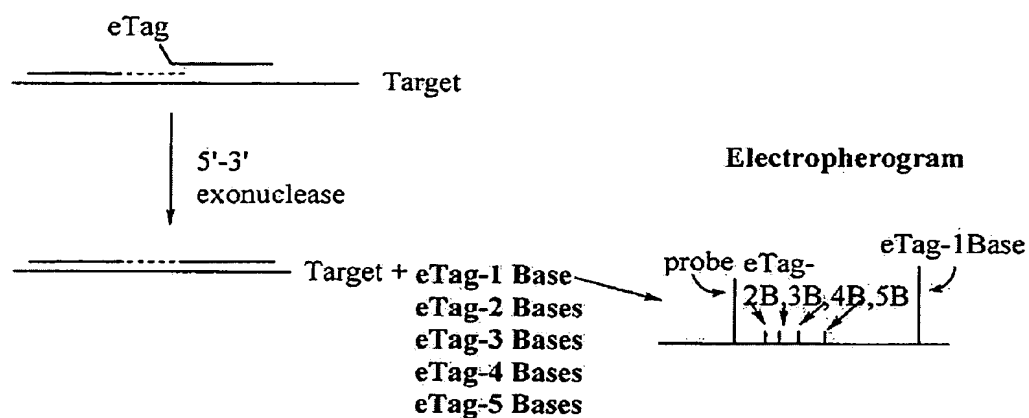 eTag
Target
5'-3'
exonuclease
Target + eTag-1 Base
eTag-2 Bases
eTag-3 Bases
eTag-4 Bases
eTag-5 Bases
Electropherogram
eTag-1Base
probe eTag-
2B,3B,4B,5B